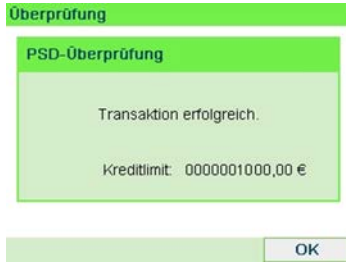 Überprüfung
PSD-Überprüfung
Transaktion erfolgreich.
Kreditlimit: 0000001000,00 €
OK